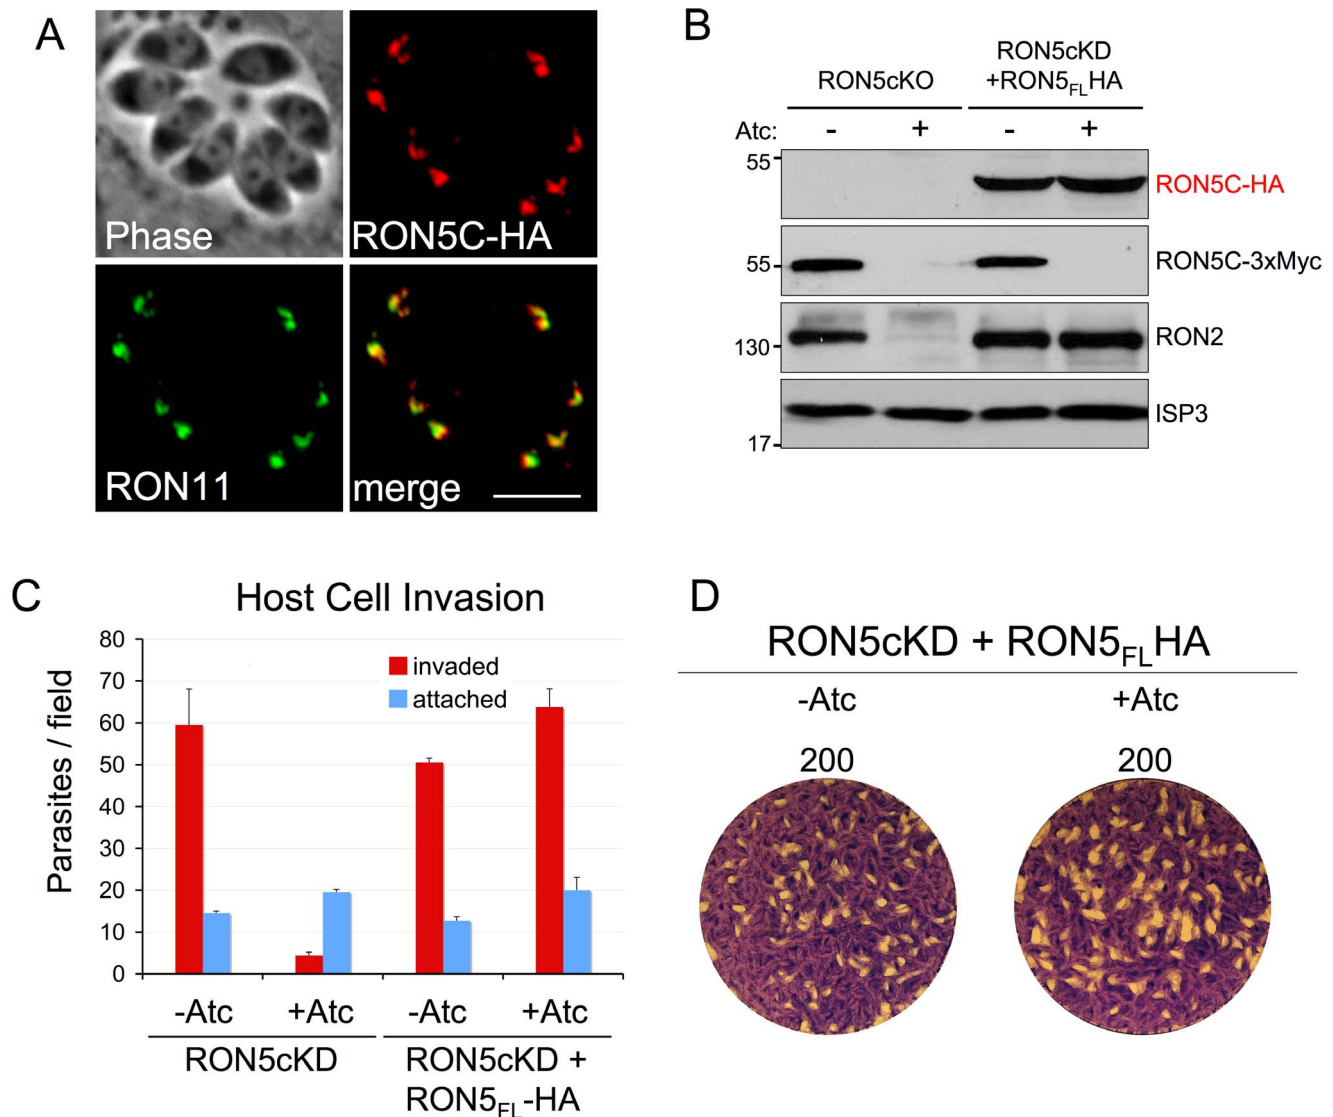 A
Phase
RON5C-HA
RON11
merge
B
RON5cKO
RON5cKD
+RON5FLHA
Atc: - + - +
55
RON5C-HA
55
RON5C-3xMyc
130
RON2
17
ISP3
C
Host Cell Invasion
Parasites / field
80
70
60
50
40
30
20
10
0
invaded
attached
-Atc +Atc -Atc +Atc
RON5cKD
RON5cKD +
RON5FL-HA
D
RON5cKD + RON5FLHA
-Atc +Atc
200 200